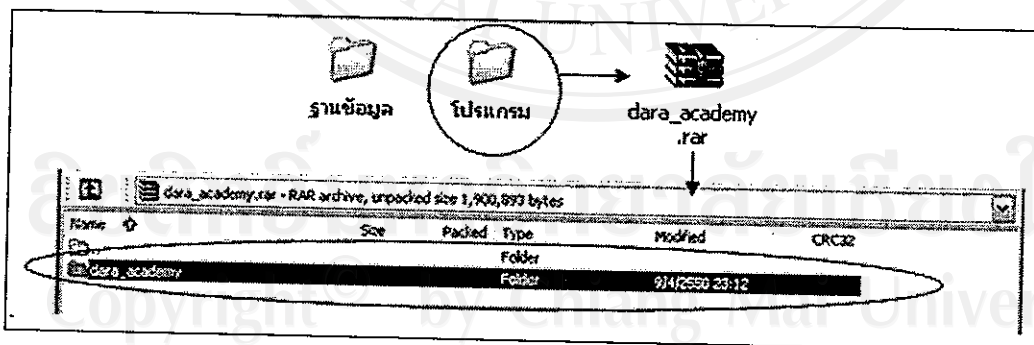 UNIVE
ฐานข้อมูล
โปรแกรม
dara_academy
.rar
dara_academy.rar - RAR archive, unpacked size 1,900,893 bytes
Name Size Packed Type Modified CRC32
.. Folder
dara_academy Folder 9/4/2550 23:12
Copyright © by Chiang Mai Univer